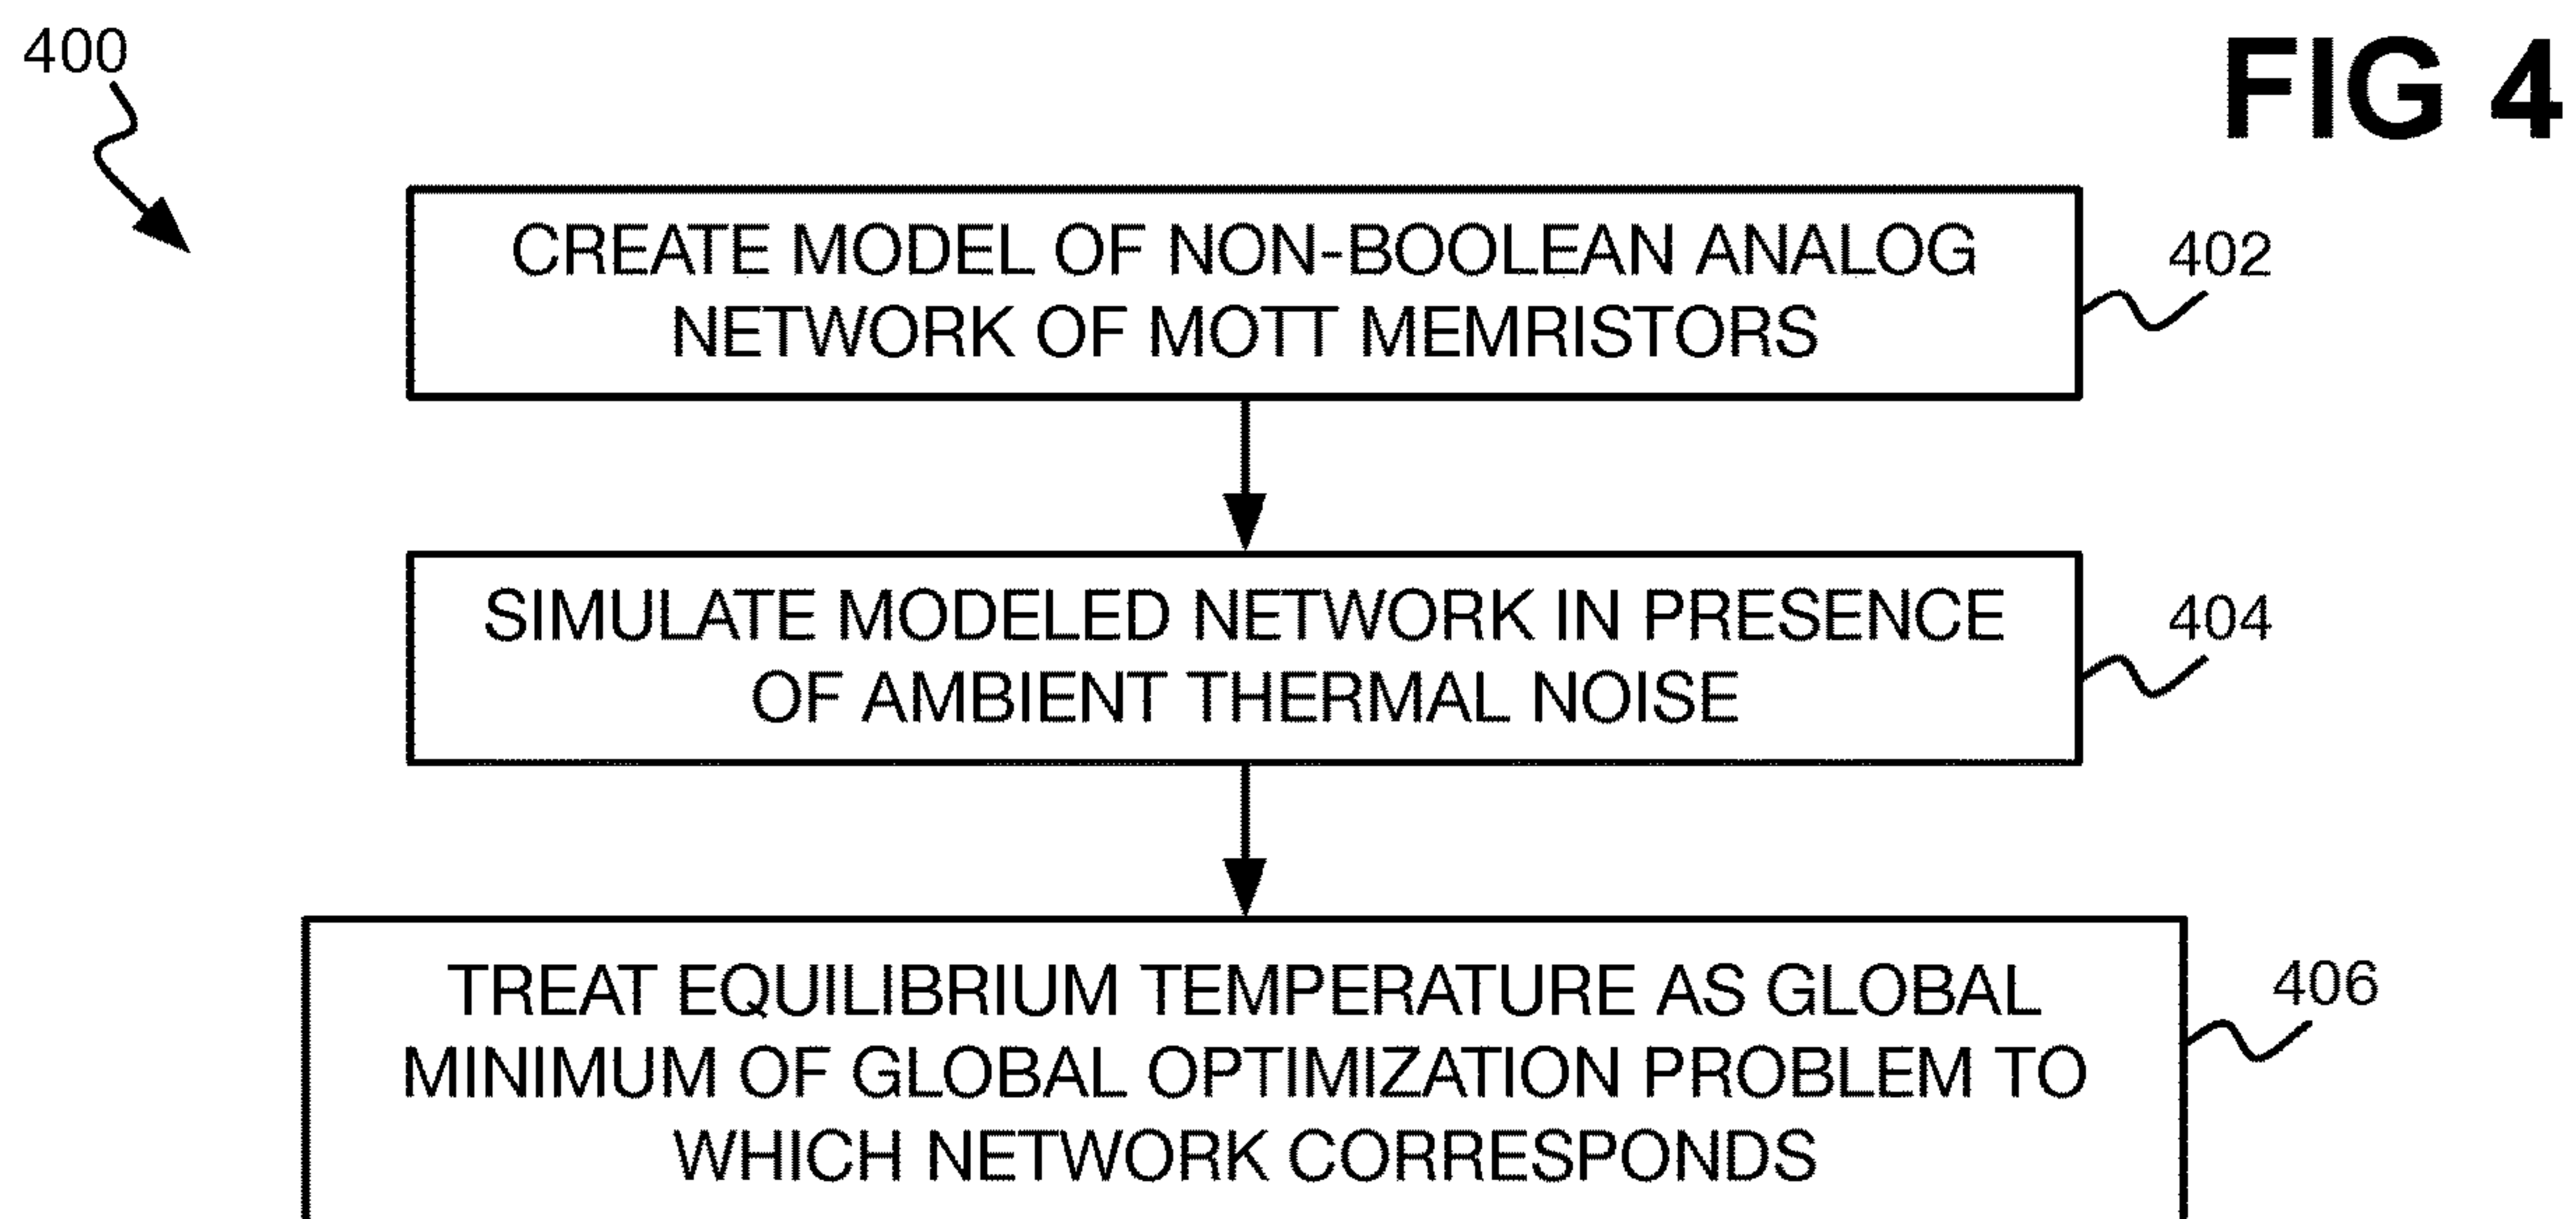 400
FIG 4
CREATE MODEL OF NON-BOOLEAN ANALOG
NETWORK OF MOTT MEMRISTORS
402
SIMULATE MODELED NETWORK IN PRESENCE
OF AMBIENT THERMAL NOISE
404
TREAT EQUILIBRIUM TEMPERATURE AS GLOBAL
MINIMUM OF GLOBAL OPTIMIZATION PROBLEM TO
WHICH NETWORK CORRESPONDS
406